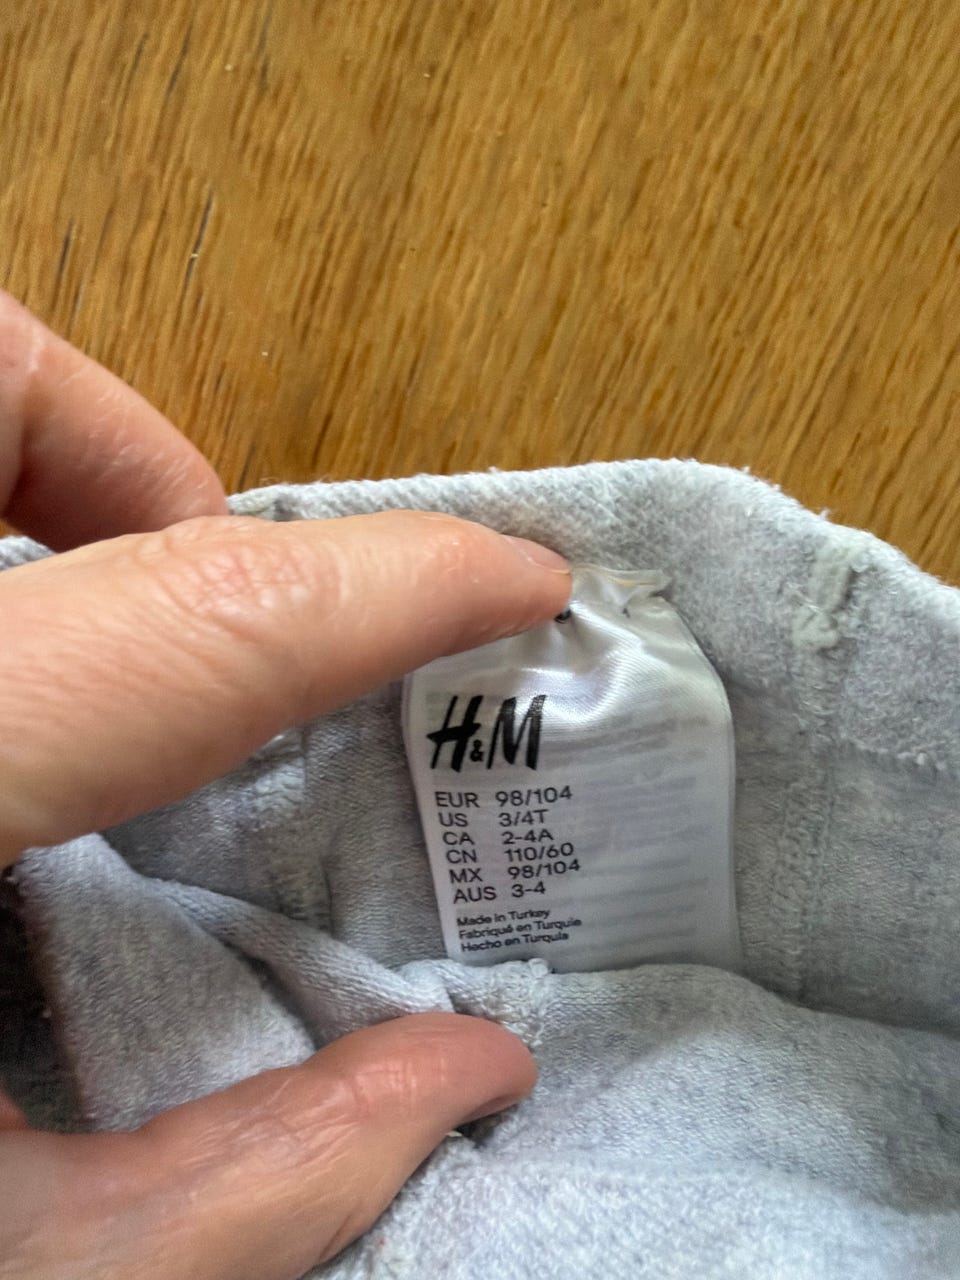 H&M
EUR 98/104
US 3/4T
CA 2-4A
CN 110/60
MX 98/104
AUS 3-4
Made in Turkey
Fabriqué en Turquie
Hecho en Turquía